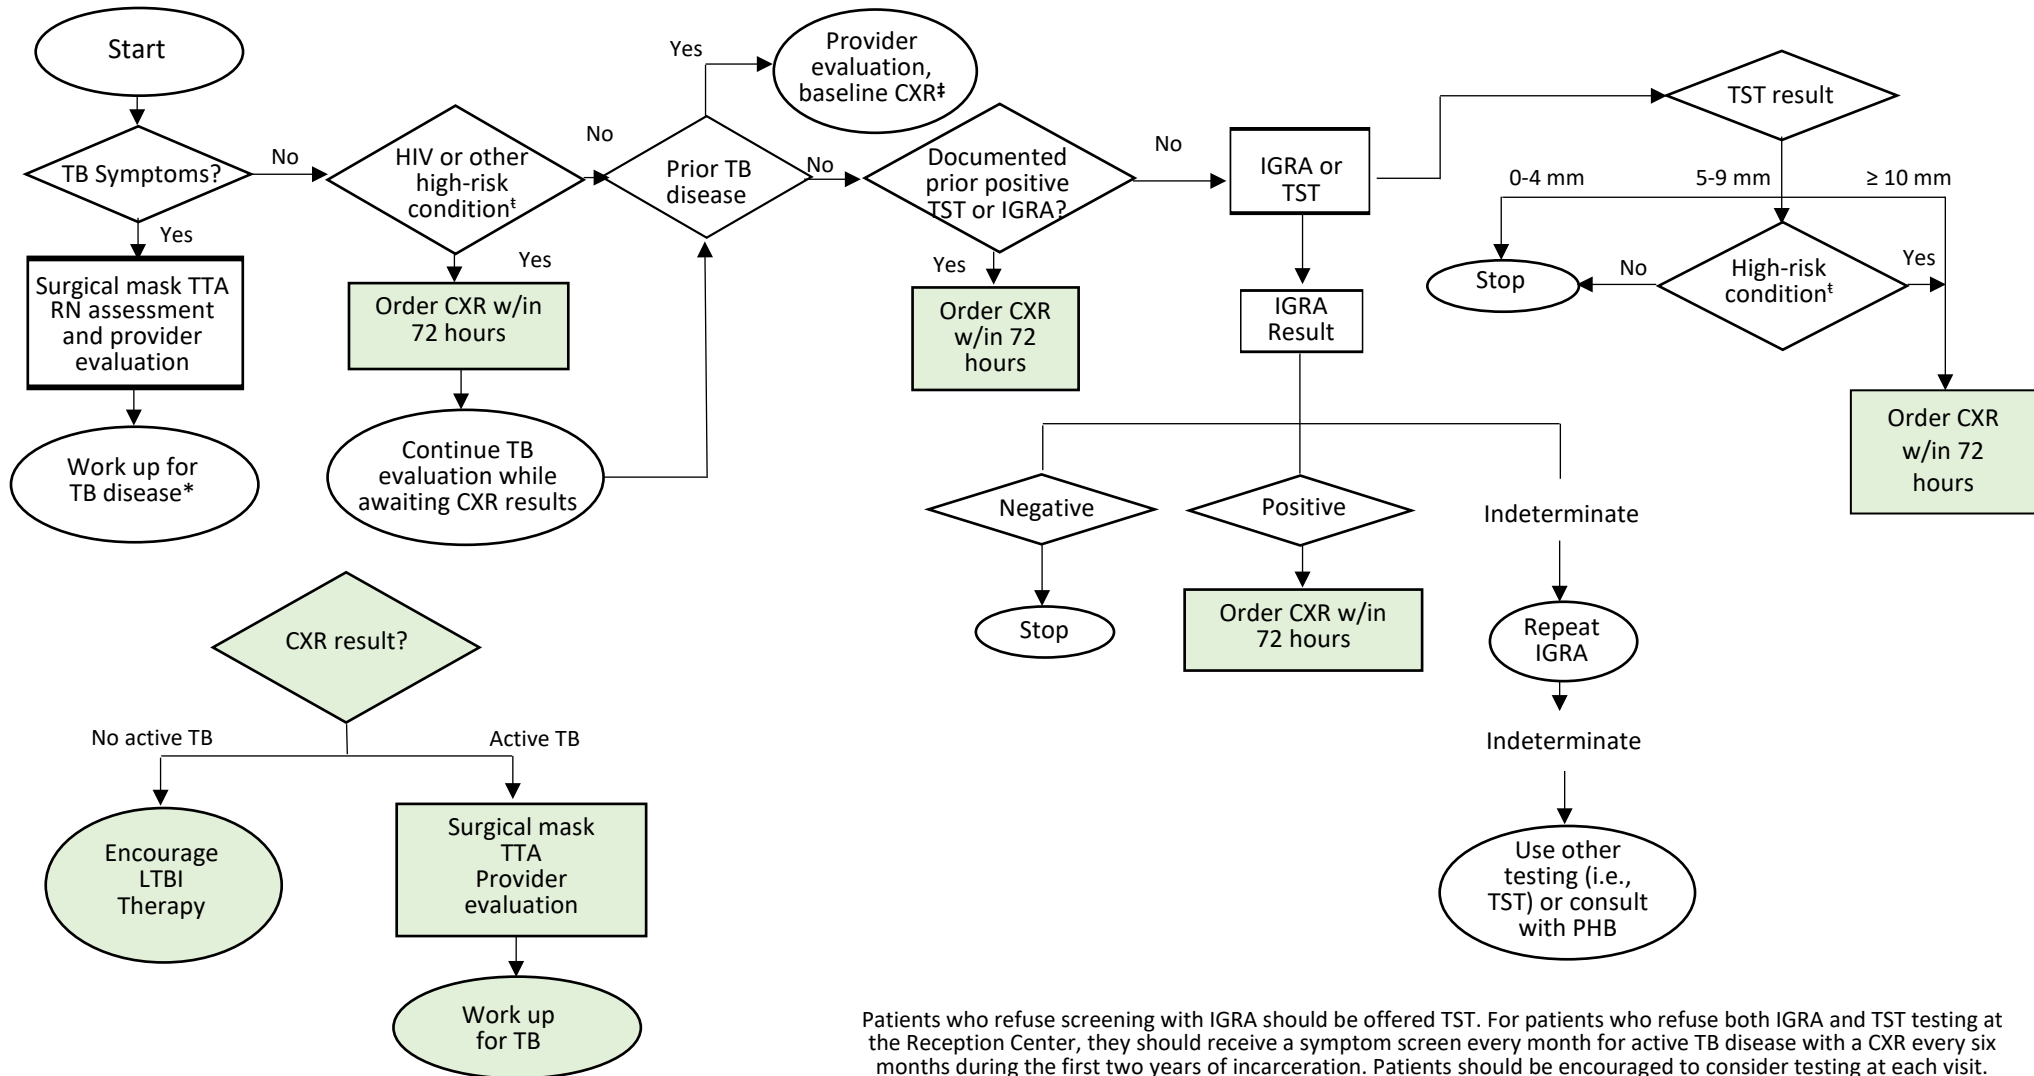 Start
TB Symptoms?
No
Yes
Surgical mask TTA
RN assessment
and provider
evaluation
Work up for
TB disease*
HIV or other
high-risk
conditionᵵ
No
Yes
Order CXR w/in
72 hours
Continue TB
evaluation while
awaiting CXR results
Prior TB
disease
Yes
No
Provider
evaluation,
baseline CXR‡
Documented
prior positive
TST or IGRA?
No
Yes
Order CXR
w/in 72
hours
IGRA or
TST
IGRA
Result
Negative
Stop
Positive
Order CXR w/in
72 hours
Indeterminate
Repeat
IGRA
Indeterminate
Use other
testing (i.e.,
TST) or consult
with PHB
TST result
0-4 mm
5-9 mm
≥ 10 mm
Stop
No
High-risk
conditionᵵ
Yes
Order CXR
w/in 72
hours
CXR result?
No active TB
Active TB
Encourage
LTBI
Therapy
Surgical mask
TTA
Provider
evaluation
Work up
for TB
Patients who refuse screening with IGRA should be offered TST. For patients who refuse both IGRA and TST testing at
the Reception Center, they should receive a symptom screen every month for active TB disease with a CXR every six
months during the first two years of incarceration. Patients should be encouraged to consider testing at each visit.